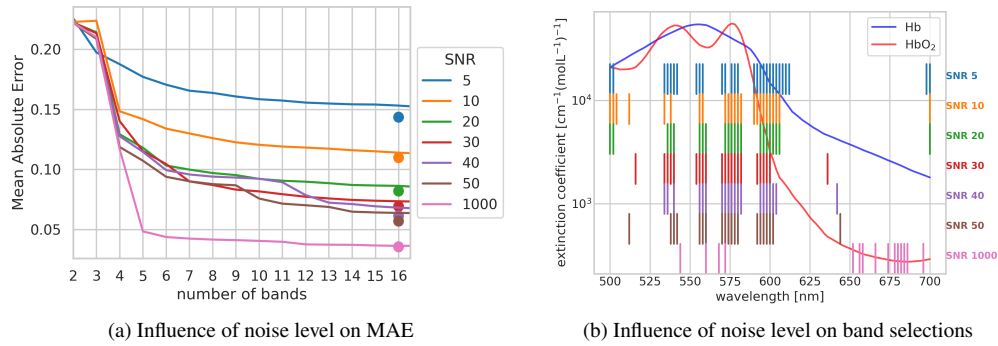 0.20
0.15
0.10
0.05
Mean Absolute Error
2 3 4 5 6 7 8 9 10 11 12 13 14 15 16
number of bands
SNR
5
10
20
30
40
50
1000
(a) Influence of noise level on MAE
extinction coefficient [cm⁻¹(molL⁻¹)⁻¹]
10⁴
10³
Hb
HbO₂
SNR 5
SNR 10
SNR 20
SNR 30
SNR 40
SNR 50
SNR 1000
500 525 550 575 600 625 650 675 700
wavelength [nm]
(b) Influence of noise level on band selections